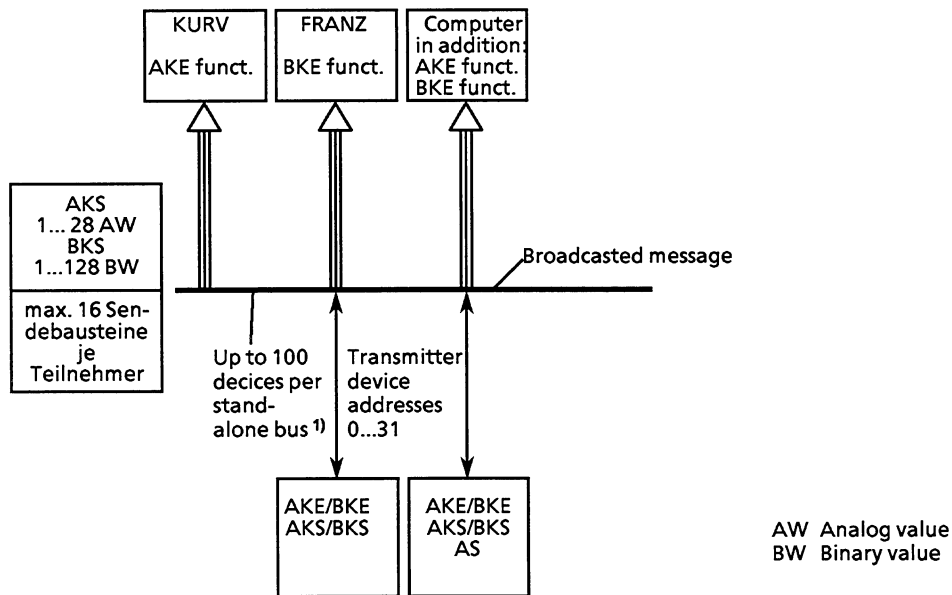 KURV
AKE funct.
FRANZ
BKE funct.
Computer
in addition:
AKE funct.
BKE funct.
AKS
1... 28 AW
BKS
1...128 BW
max. 16 Sen-
debausteine
je
Teilnehmer
Broadcasted message
Up to 100
decices per
stand-
alone bus 1)
Transmitter
device
addresses
0...31
AKE/BKE
AKS/BKS
AKE/BKE
AKS/BKS
AS
AW Analog value
BW Binary value